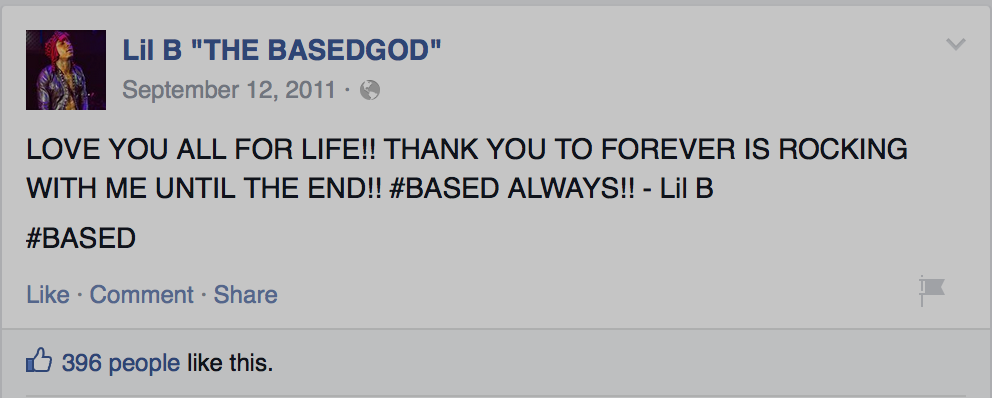 Lil B "THE BASEDGOD"
September 12, 2011 ·
LOVE YOU ALL FOR LIFE!! THANK YOU TO FOREVER IS ROCKING
WITH ME UNTIL THE END!! #BASED ALWAYS!! - Lil B
#BASED
Like · Comment · Share
396 people like this.